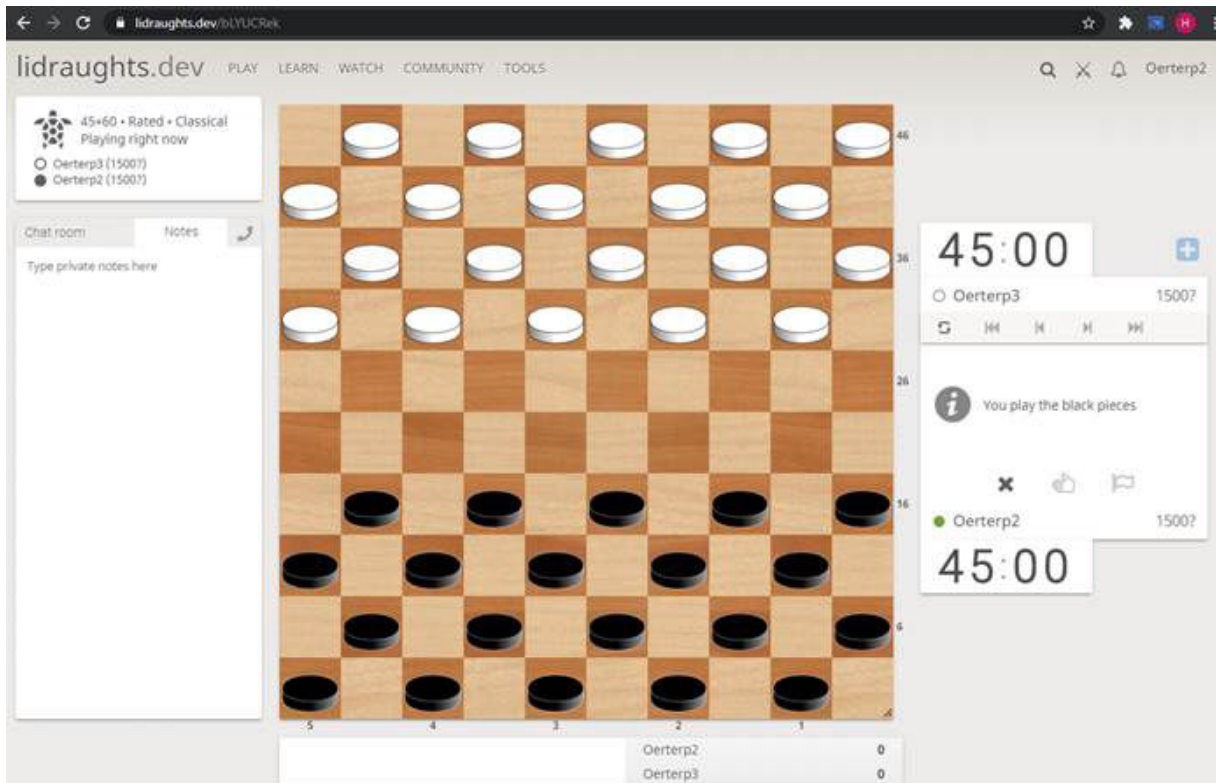 lidraughts.dev/bLYUCRek
H
lidraughts.dev PLAY LEARN WATCH COMMUNITY TOOLS Oerterp2
45+60 • Rated • Classical
Playing right now
Oerterp3 (1500?)
Oerterp2 (1500?)
Chat room Notes
Type private notes here
46
36
26
16
6
5 4 3 2 1
45:00
Oerterp3 1500?
You play the black pieces
Oerterp2 1500?
45:00
Oerterp2 0
Oerterp3 0